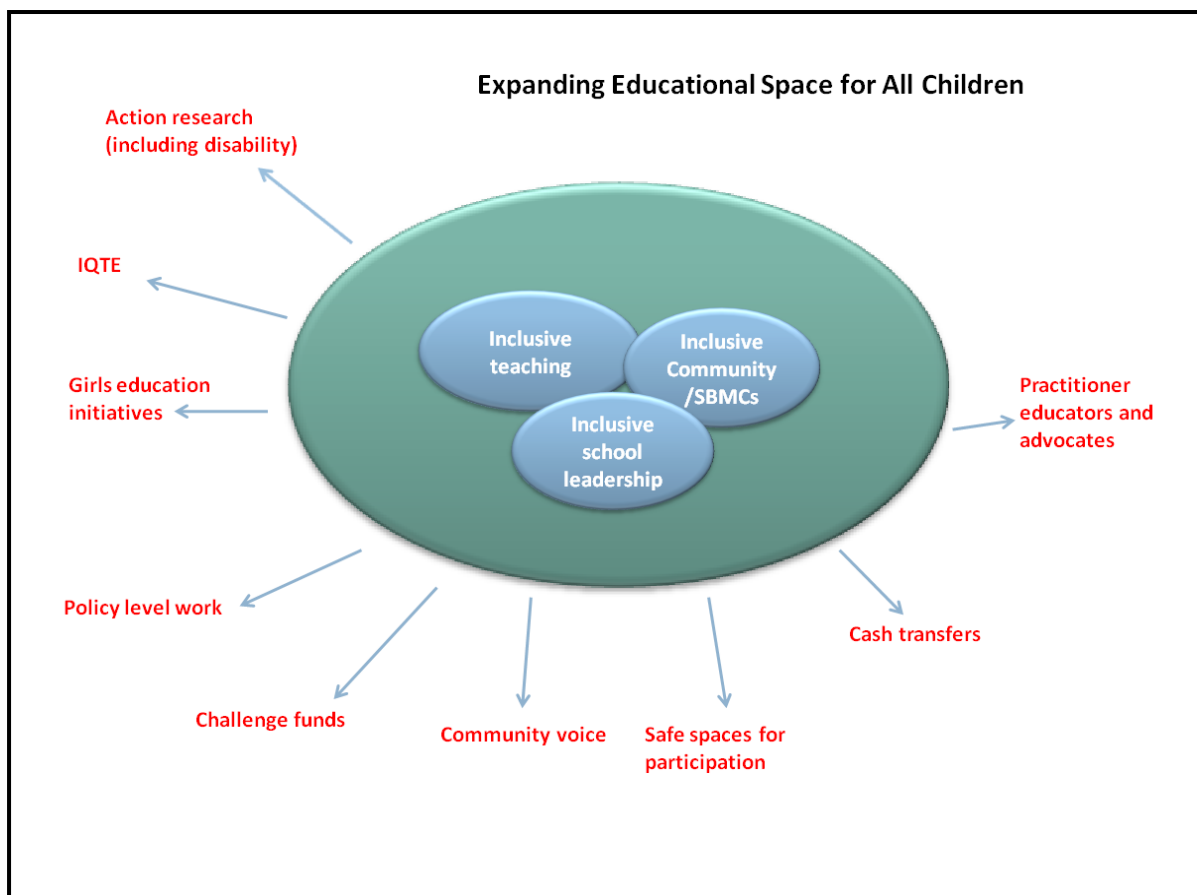 Expanding Educational Space for All Children
Action research
(including disability)
IQTE
Girls education
initiatives
Inclusive
teaching
Inclusive
Community
/SBMCs
Inclusive
school
leadership
Practitioner
educators and
advocates
Policy level work
Challenge funds
Community voice
Safe spaces for
participation
Cash transfers